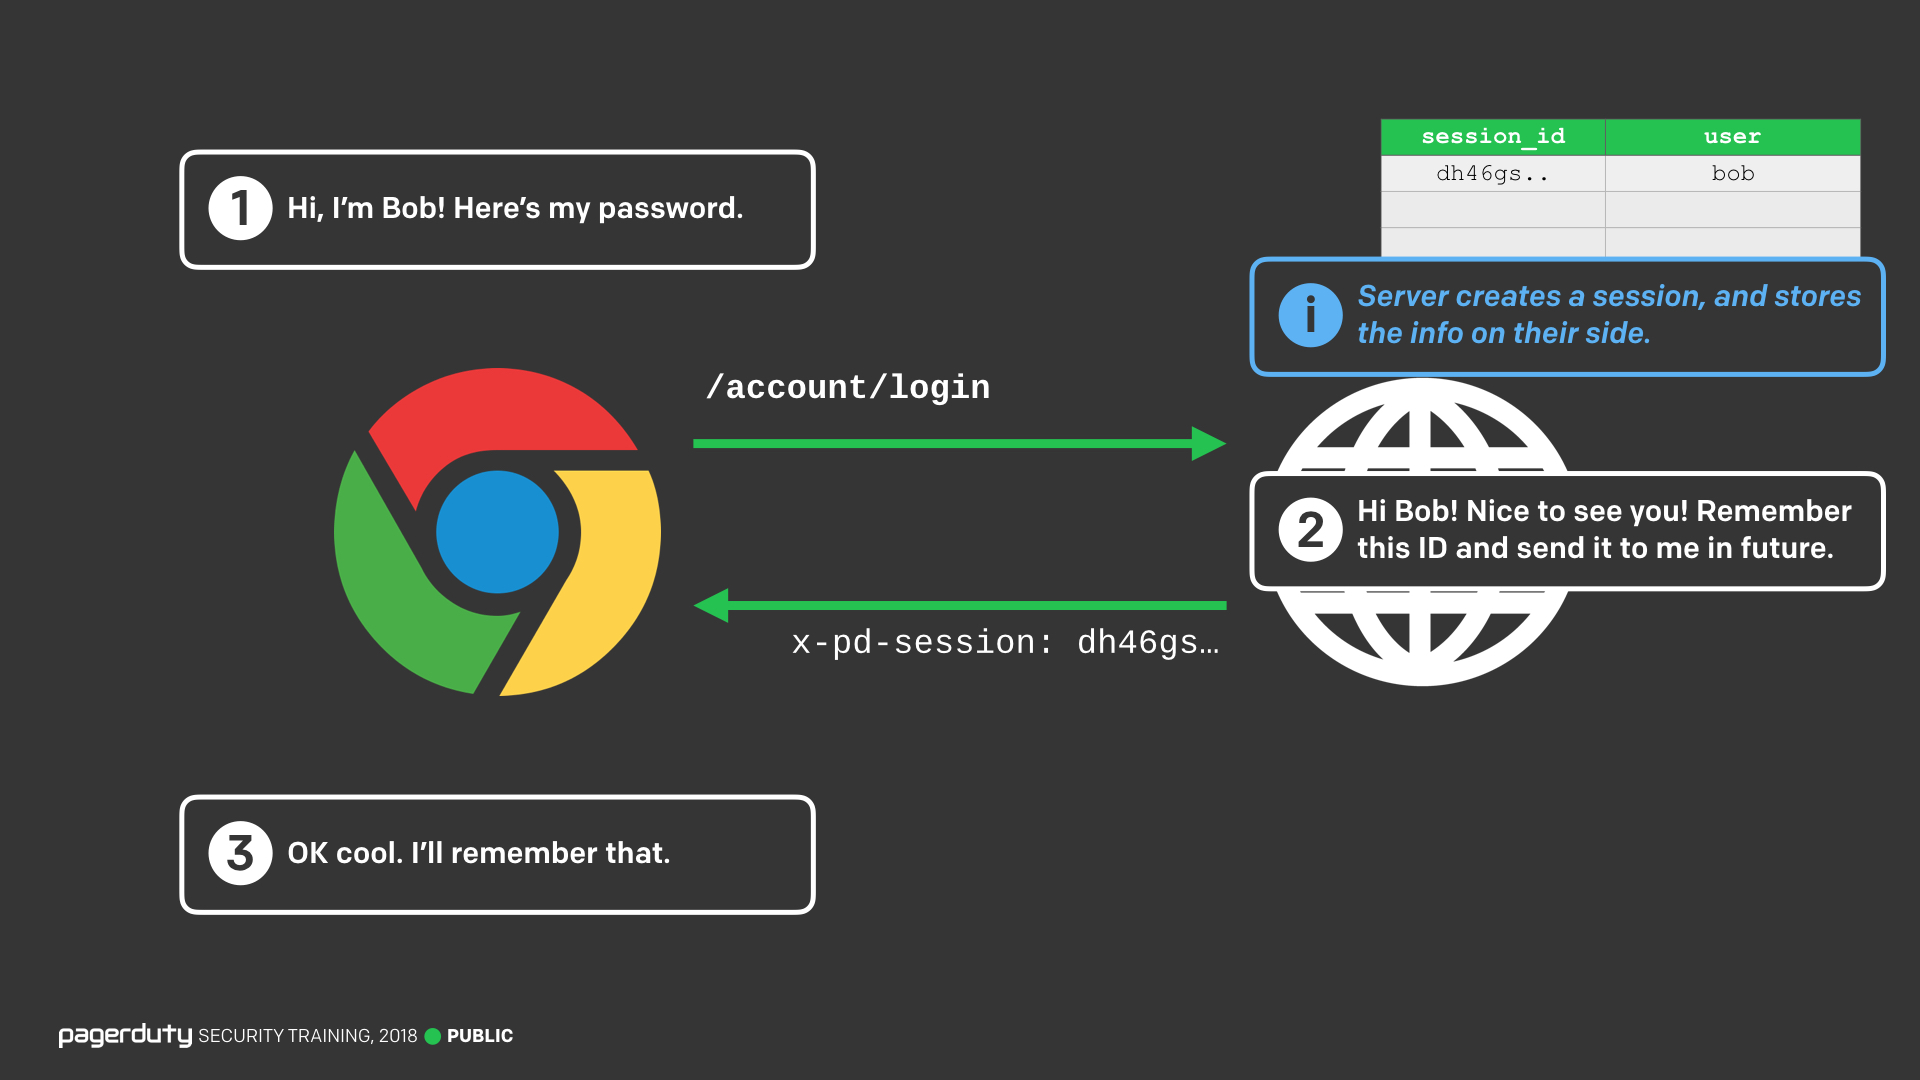 session_id user
dh46gs.. bob
1 Hi, I’m Bob! Here’s my password.
i Server creates a session, and stores
the info on their side.
/account/login
2 Hi Bob! Nice to see you! Remember
this ID and send it to me in future.
x-pd-session: dh46gs…
3 OK cool. I’ll remember that.
pagerduty SECURITY TRAINING, 2018 PUBLIC